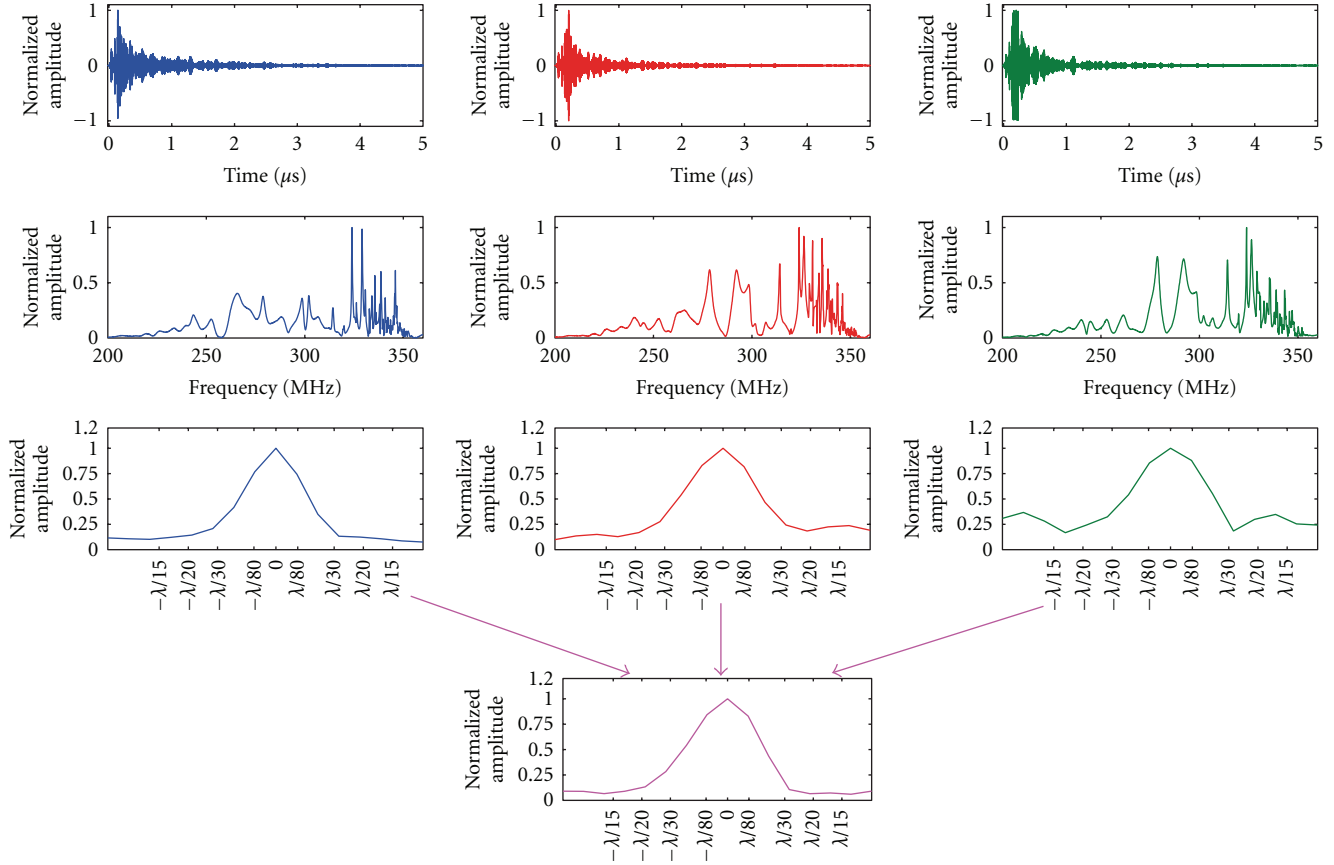 Normalized amplitude
1
0
−1
0 1 2 3 4 5
Time (μs)
Normalized amplitude
1
0
−1
0 1 2 3 4 5
Time (μs)
Normalized amplitude
1
0
−1
0 1 2 3 4 5
Time (μs)
Normalized amplitude
1
0.5
0
200 250 300 350
Frequency (MHz)
Normalized amplitude
1
0.5
0
200 250 300 350
Frequency (MHz)
Normalized amplitude
1
0.5
0
200 250 300 350
Frequency (MHz)
Normalized amplitude
1.2
1
0.75
0.5
0.25
0
−λ/15 −λ/20 −λ/30 −λ/80 0 λ/80 λ/30 λ/20 λ/15
Normalized amplitude
1.2
1
0.75
0.5
0.25
0
−λ/15 −λ/20 −λ/30 −λ/80 0 λ/80 λ/30 λ/20 λ/15
Normalized amplitude
1.2
1
0.75
0.5
0.25
0
−λ/15 −λ/20 −λ/30 −λ/80 0 λ/80 λ/30 λ/20 λ/15
Normalized amplitude
1.2
1
0.75
0.5
0.25
0
−λ/15 −λ/20 −λ/30 −λ/80 0 λ/80 λ/30 λ/20 λ/15